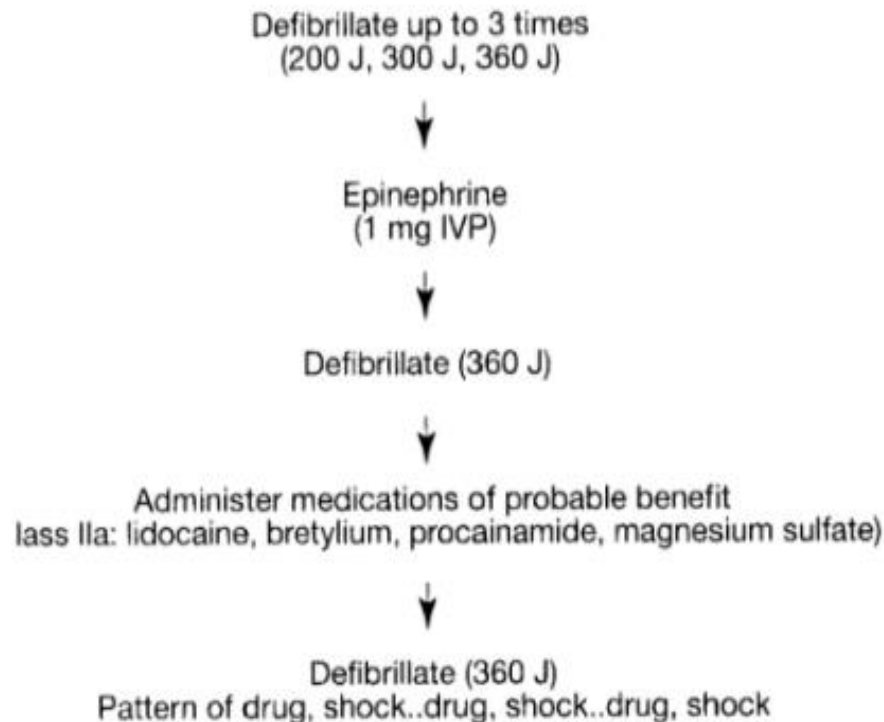 Defibrillate up to 3 times
(200 J, 300 J, 360 J)
Epinephrine
(1 mg IVP)
Defibrillate (360 J)
Administer medications of probable benefit
lass IIa: lidocaine, bretylium, procainamide, magnesium sulfate)
Defibrillate (360 J)
Pattern of drug, shock..drug, shock..drug, shock